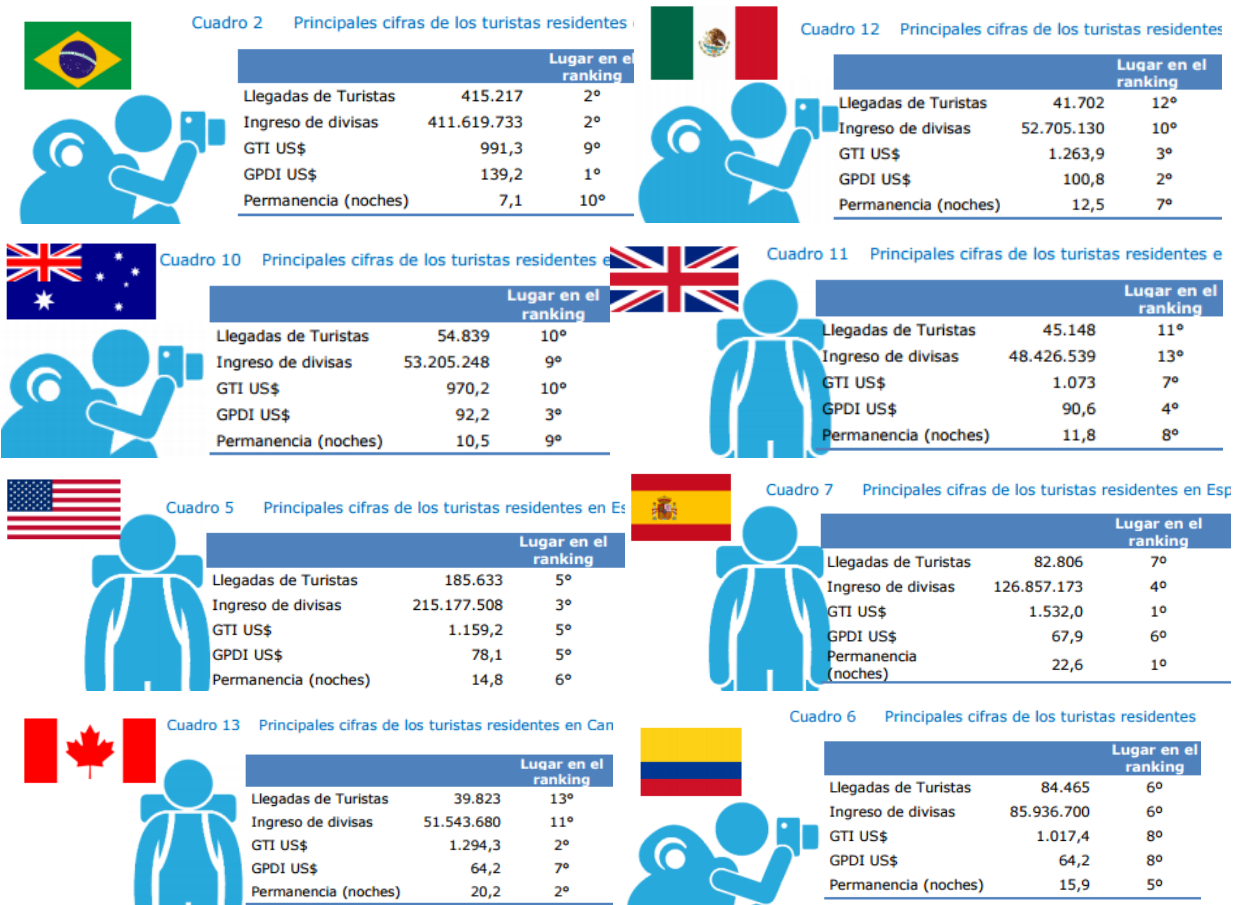 Cuadro 2 Principales cifras de los turistas residentes
Lugar en el
ranking
Llegadas de Turistas 415.217 2º
Ingreso de divisas 411.619.733 2º
GTI US$ 991,3 9º
GPDI US$ 139,2 1º
Permanencia (noches) 7,1 10º
Cuadro 12 Principales cifras de los turistas residentes
Lugar en el
ranking
Llegadas de Turistas 41.702 12º
Ingreso de divisas 52.705.130 10º
GTI US$ 1.263,9 3º
GPDI US$ 100,8 2º
Permanencia (noches) 12,5 7º
Cuadro 10 Principales cifras de los turistas residentes e
Lugar en el
ranking
Llegadas de Turistas 54.839 10º
Ingreso de divisas 53.205.248 9º
GTI US$ 970,2 10º
GPDI US$ 92,2 3º
Permanencia (noches) 10,5 9º
Cuadro 11 Principales cifras de los turistas residentes e
Lugar en el
ranking
Llegadas de Turistas 45.148 11º
Ingreso de divisas 48.426.539 13º
GTI US$ 1.073 7º
GPDI US$ 90,6 4º
Permanencia (noches) 11,8 8º
Cuadro 5 Principales cifras de los turistas residentes en Es
Lugar en el
ranking
Llegadas de Turistas 185.633 5º
Ingreso de divisas 215.177.508 3º
GTI US$ 1.159,2 5º
GPDI US$ 78,1 5º
Permanencia (noches) 14,8 6º
Cuadro 7 Principales cifras de los turistas residentes en Esp
Lugar en el
ranking
Llegadas de Turistas 82.806 7º
Ingreso de divisas 126.857.173 4º
GTI US$ 1.532,0 1º
GPDI US$ 67,9 6º
Permanencia
(noches) 22,6 1º
Cuadro 13 Principales cifras de los turistas residentes en Can
Lugar en el
ranking
Llegadas de Turistas 39.823 13º
Ingreso de divisas 51.543.680 11º
GTI US$ 1.294,3 2º
GPDI US$ 64,2 7º
Permanencia (noches) 20,2 2º
Cuadro 6 Principales cifras de los turistas residentes
Lugar en el
ranking
Llegadas de Turistas 84.465 6º
Ingreso de divisas 85.936.700 6º
GTI US$ 1.017,4 8º
GPDI US$ 64,2 8º
Permanencia (noches) 15,9 5º